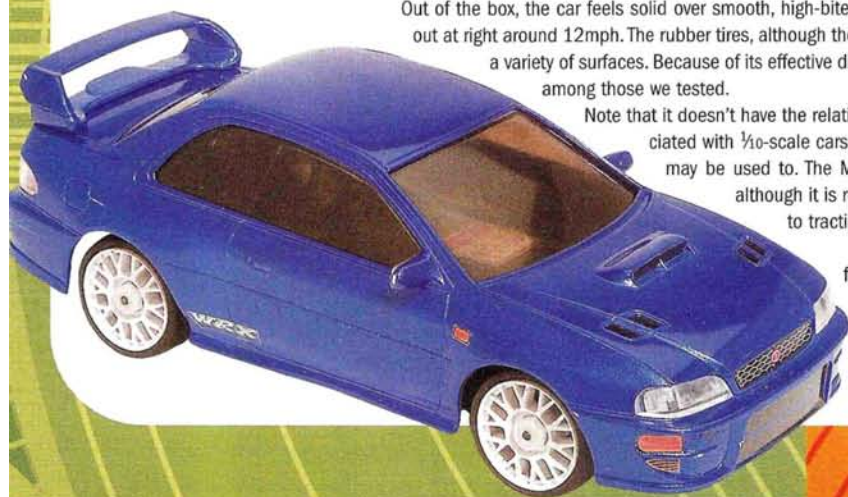 Out of the box, the car feels solid over smooth, high-bite
out at right around 12mph. The rubber tires, although the
a variety of surfaces. Because of its effective d
among those we tested.
Note that it doesn't have the relati
ciated with 1/10-scale cars
may be used to. The M
although it is r
to tracti
f
WRX